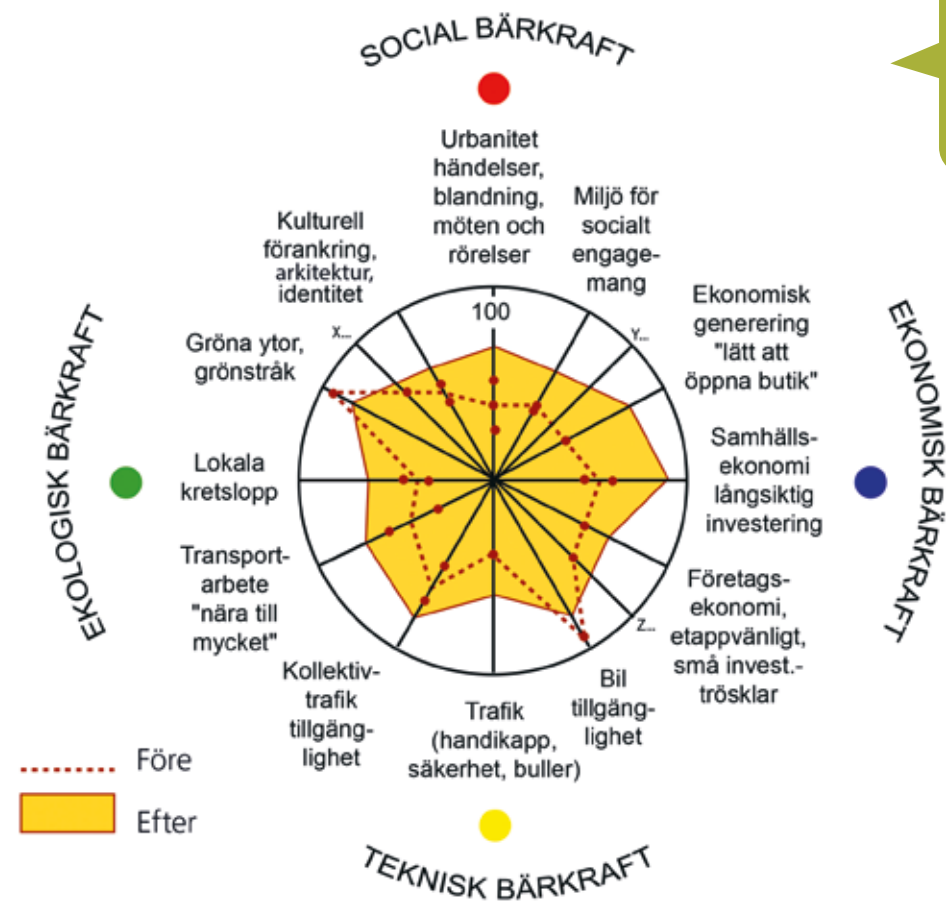 SOCIAL BÄRKRAFT
Urbanitet
händelser,
blandning,
möten och
rörelser
Miljö för
socialt
engage-
mang
Kulturell
förankring,
arkitektur,
identitet
Ekonomisk
generering
"lätt att
öppna butik"
100
X...
Y...
Gröna ytor,
grönstråk
EKOLOGISK BÄRKRAFT
EKONOMISK BÄRKRAFT
Lokala
kretslopp
Samhälls-
ekonomi
långsiktig
investering
Transport-
arbete
"nära till
mycket"
Företags-
ekonomi,
etappvänligt,
små invest.-
trösklar
Z...
Kollektiv-
trafik
tillgäng-
lighet
Trafik
(handikapp,
säkerhet, buller)
Bil
tillgäng-
lighet
Före
Efter
TEKNISK BÄRKRAFT